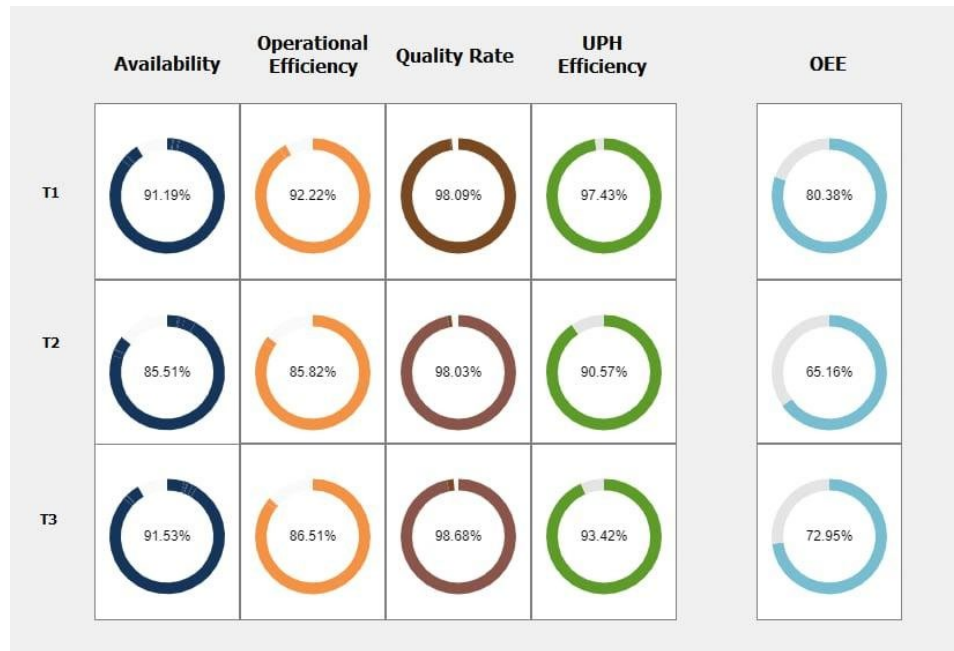 Availability
Operational
Efficiency
Quality Rate
UPH
Efficiency
OEE
T1
91.19%
92.22%
98.09%
97.43%
80.38%
T2
85.51%
85.82%
98.03%
90.57%
65.16%
T3
91.53%
86.51%
98.68%
93.42%
72.95%